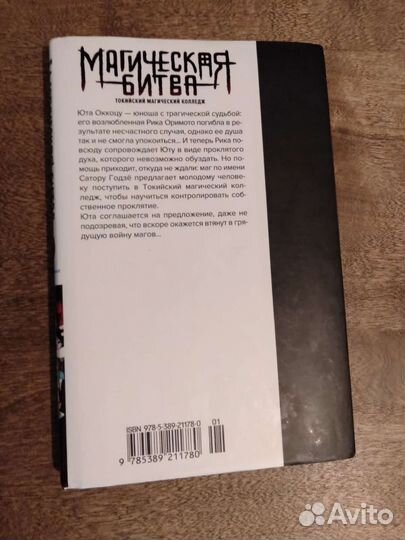 МАГИЧЕСКАЯ
БИТВА
ТОКИЙСКИЙ МАГИЧЕСКИЙ КОЛЛЕДЖ
Юта Оккоцу — юноша с трагической судьбой:
его возлюбленная Рика Оримото погибла в ре-
зультате несчастного случая, однако ее душа
так и не смогла упокоиться... И теперь Рика по-
всюду сопровождает Юту в виде проклятого
духа, которого невозможно обуздать. Но по-
мощь приходит, откуда не ждали: маг по имени
Сатору Годзё предлагает молодому челове-
ку поступить в Токийский магический кол-
ледж, чтобы научиться контролировать соб-
ственное проклятие.
Юта соглашается на предложение, даже не
подозревая, что вскоре окажется втянут в гря-
дущую войну магов...
ISBN 978-5-389-21178-0
01
9 785389 211780
Avito